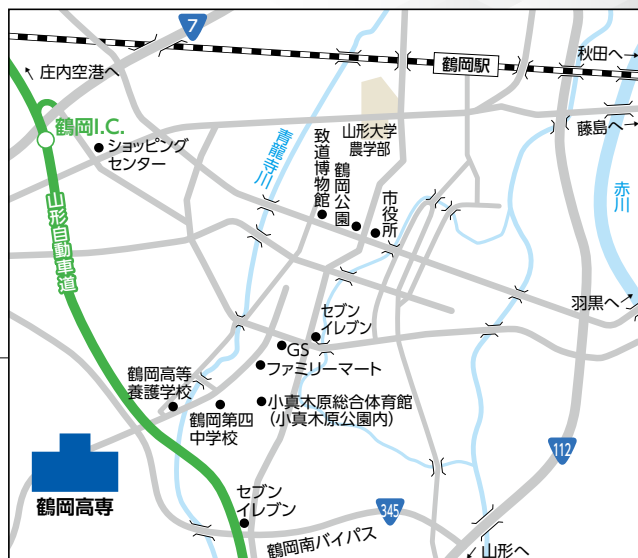 7
鶴岡駅
秋田へ
庄内空港へ
鶴岡I.C.
ショッピング
センター
青龍寺川
山形大学
農学部
藤島へ
致道博物館
鶴岡公園
市役所
赤川
山形自動車道
羽黒へ
セブン
イレブン
GS
ファミリーマート
鶴岡高等
養護学校
鶴岡第四
中学校
小真木原総合体育館
(小真木原公園内)
112
鶴岡高専
セブン
イレブン
345
鶴岡南バイパス
山形へ